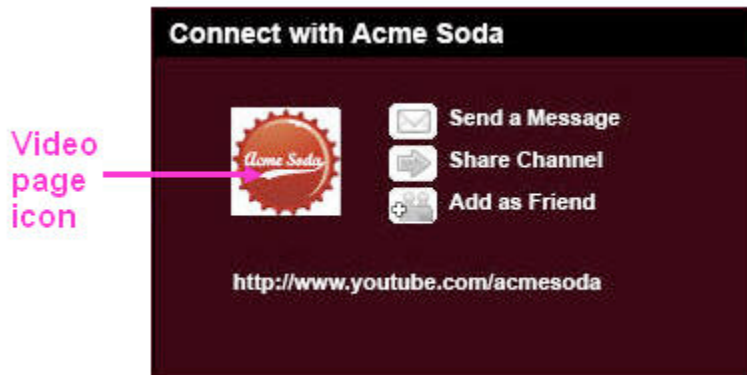 Connect with Acme Soda
Video
page
icon
Acme Soda
Send a Message
Share Channel
Add as Friend
http://www.youtube.com/acmesoda